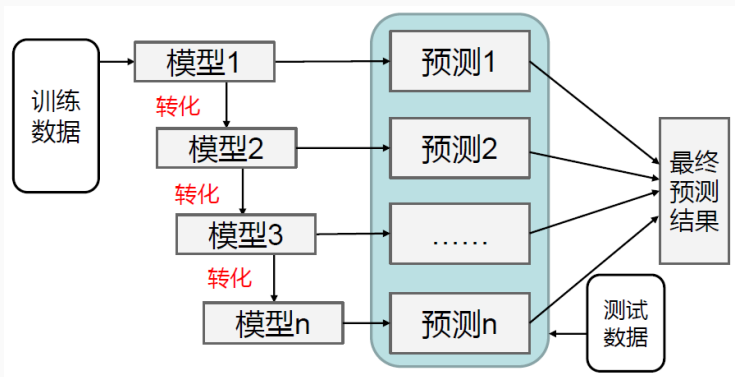 训练
数据
模型1
转化
模型2
转化
模型3
转化
模型n
预测1
预测2
……
预测n
最终
预测
结果
测试
数据